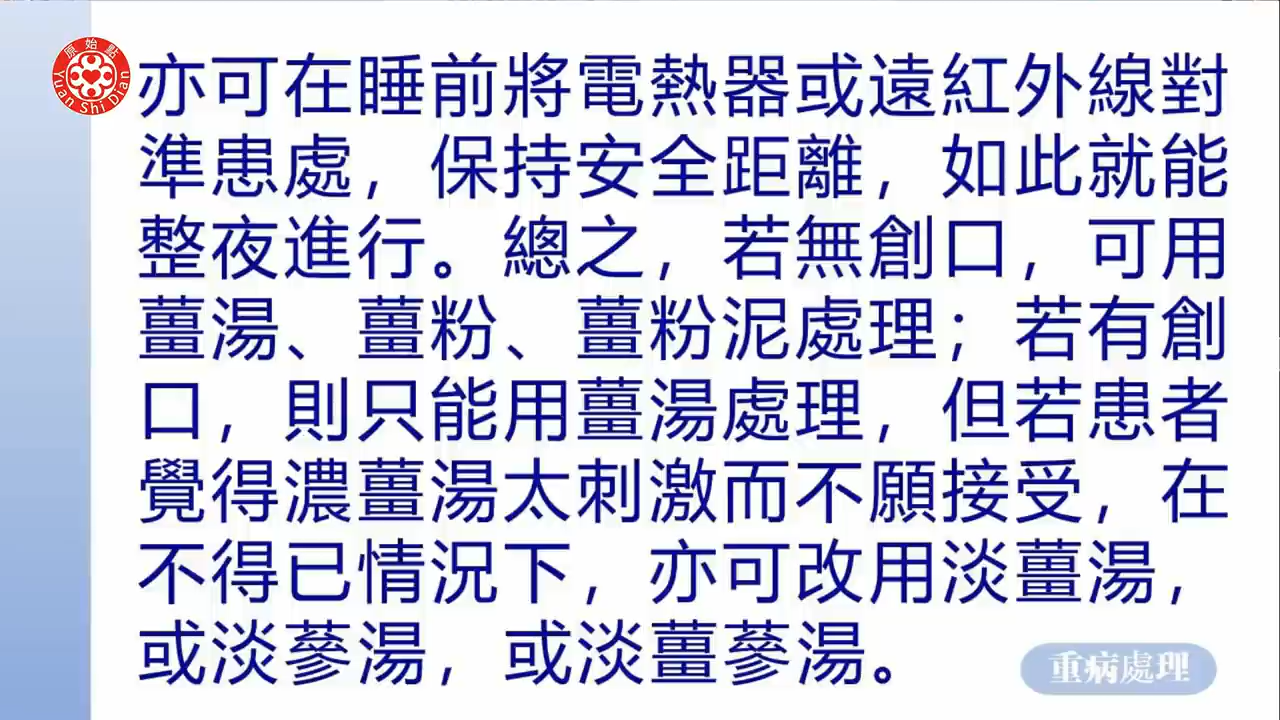 原始點
Yuan Shi Dian
亦可在睡前將電熱器或遠紅外線對
準患處，保持安全距離，如此就能
整夜進行。總之，若無創口，可用
薑湯、薑粉、薑粉泥處理；若有創
口，則只能用薑湯處理，但若患者
覺得濃薑湯太刺激而不願接受，在
不得已情況下，亦可改用淡薑湯，
或淡蔘湯，或淡薑蔘湯。
重病處理